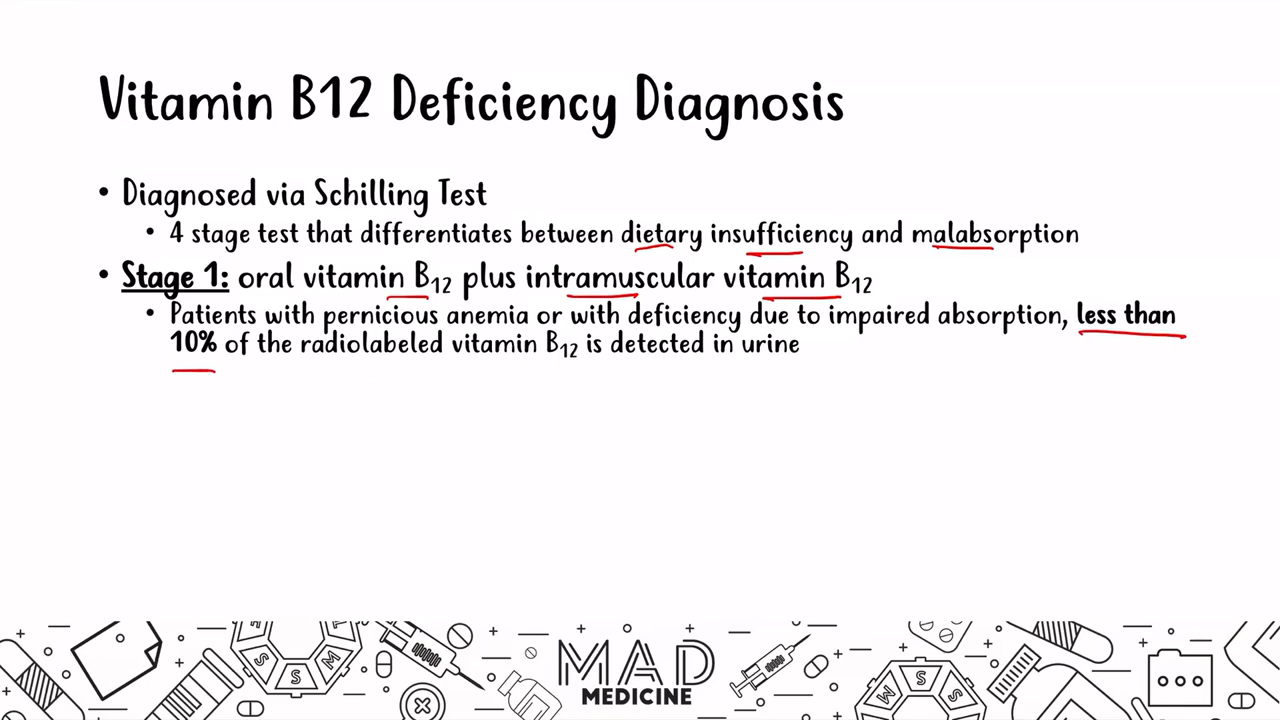 Vitamin B12 Deficiency Diagnosis
• Diagnosed via Schilling Test
• 4 stage test that differentiates between dietary insufficiency and malabsorption
• Stage 1: oral vitamin B12 plus intramuscular vitamin B12
• Patients with pernicious anemia or with deficiency due to impaired absorption, less than
10% of the radiolabeled vitamin B12 is detected in urine
MAD
MEDICINE